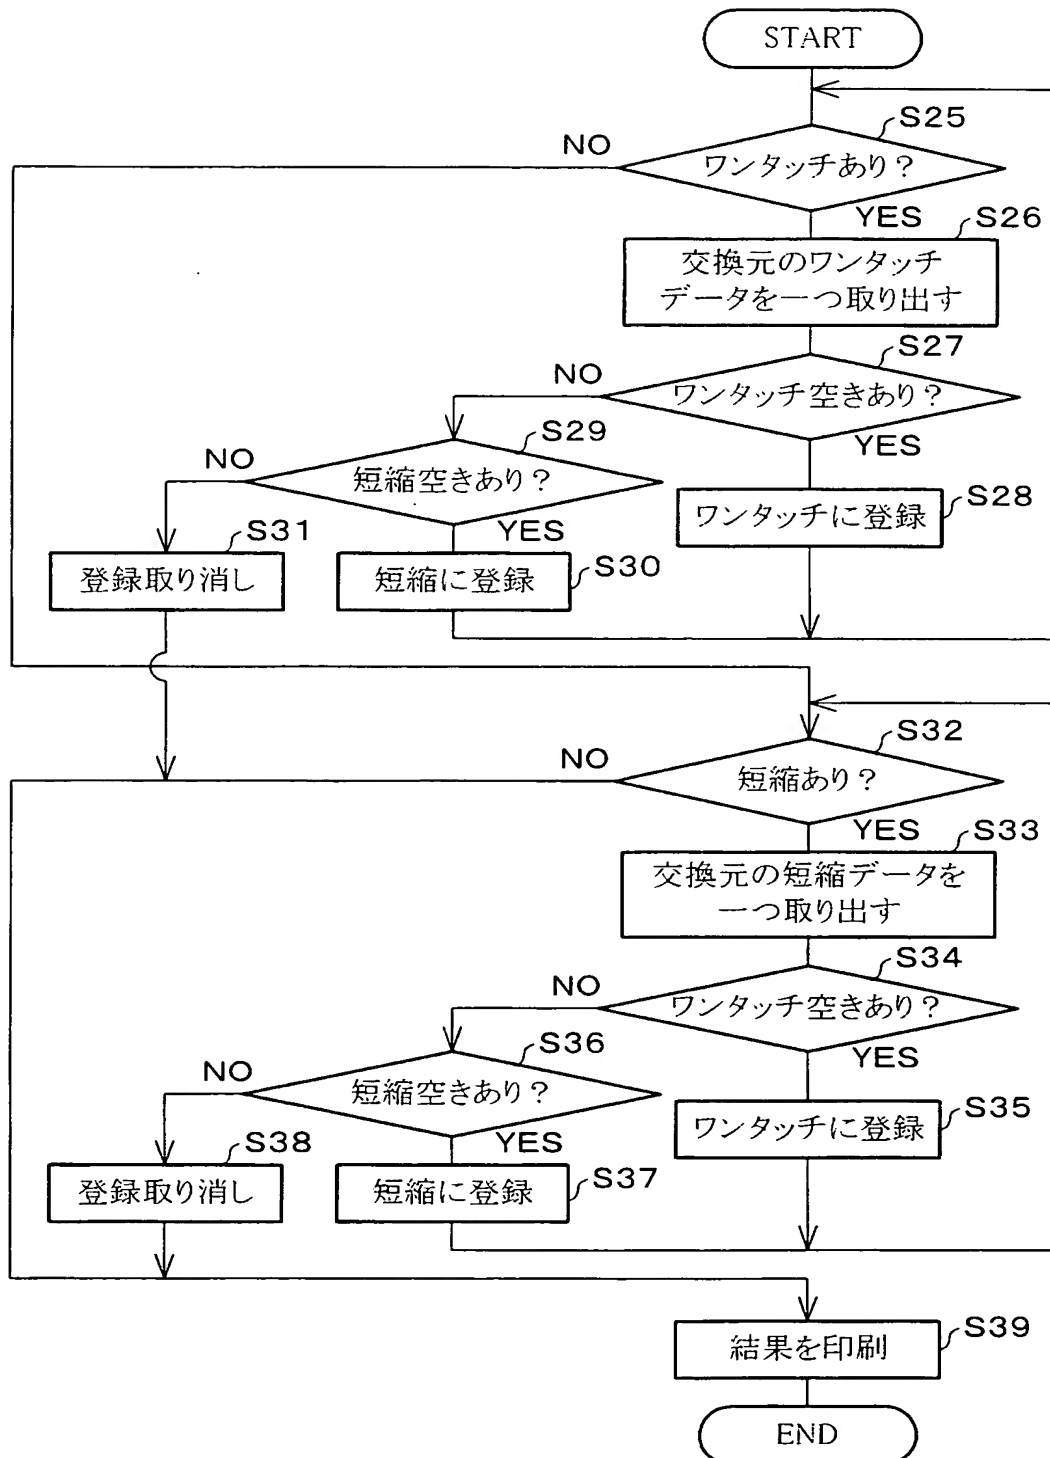 START
S25
NO
ワンタッチあり?
YES
S26
交換元のワンタッチ
データを一つ取り出す
S27
NO
ワンタッチ空きあり?
YES
S29
NO
短縮空きあり?
YES
S28
ワンタッチに登録
S31
登録取り消し
S30
短縮に登録
S32
NO
短縮あり?
YES
S33
交換元の短縮データを
一つ取り出す
S34
NO
ワンタッチ空きあり?
YES
S36
NO
短縮空きあり?
YES
S35
ワンタッチに登録
S38
登録取り消し
S37
短縮に登録
S39
結果を印刷
END